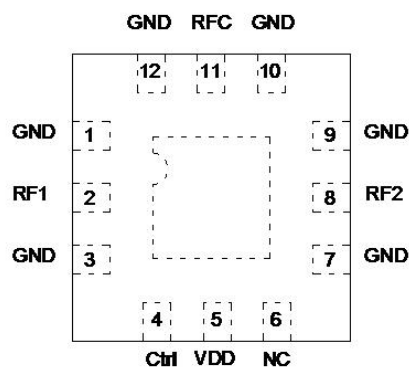 GND RFC GND
12 11 10
GND 1 9 GND
RF1 2 8 RF2
GND 3 7 GND
4 5 6
Ctrl VDD NC